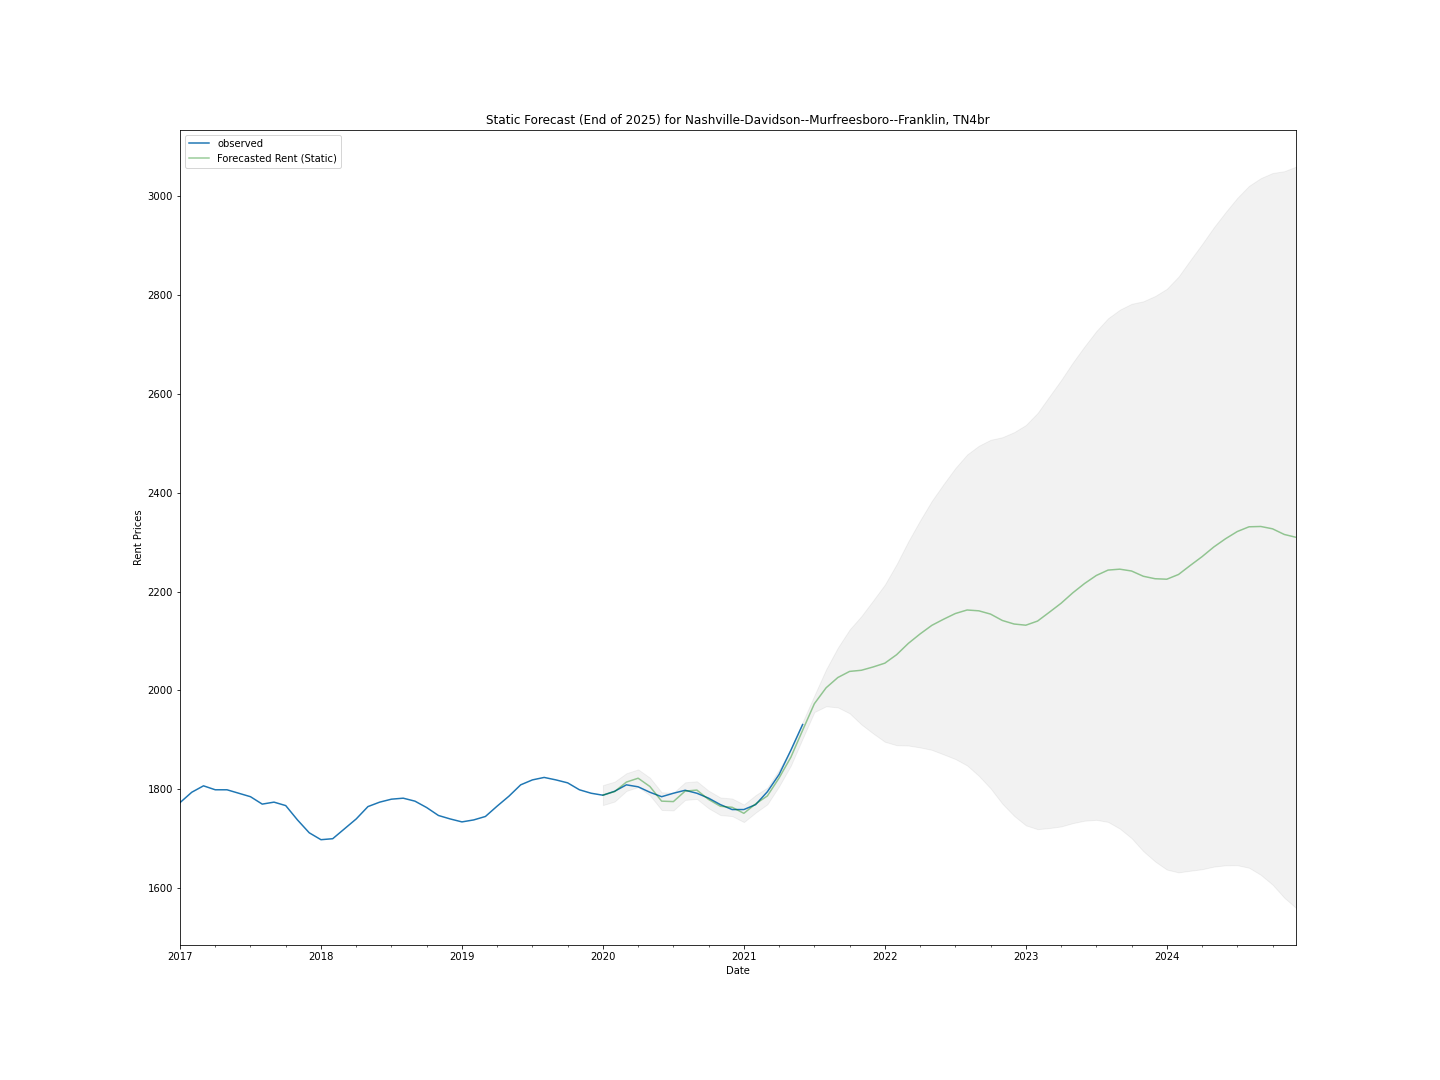 Static Forecast (End of 2025) for Nashville-Davidson--Murfreesboro--Franklin, TN4br
observed
Forecasted Rent (Static)
3000
2800
2600
2400
2200
2000
1800
1600
Rent Prices
2017 2018 2019 2020 2021 2022 2023 2024
Date